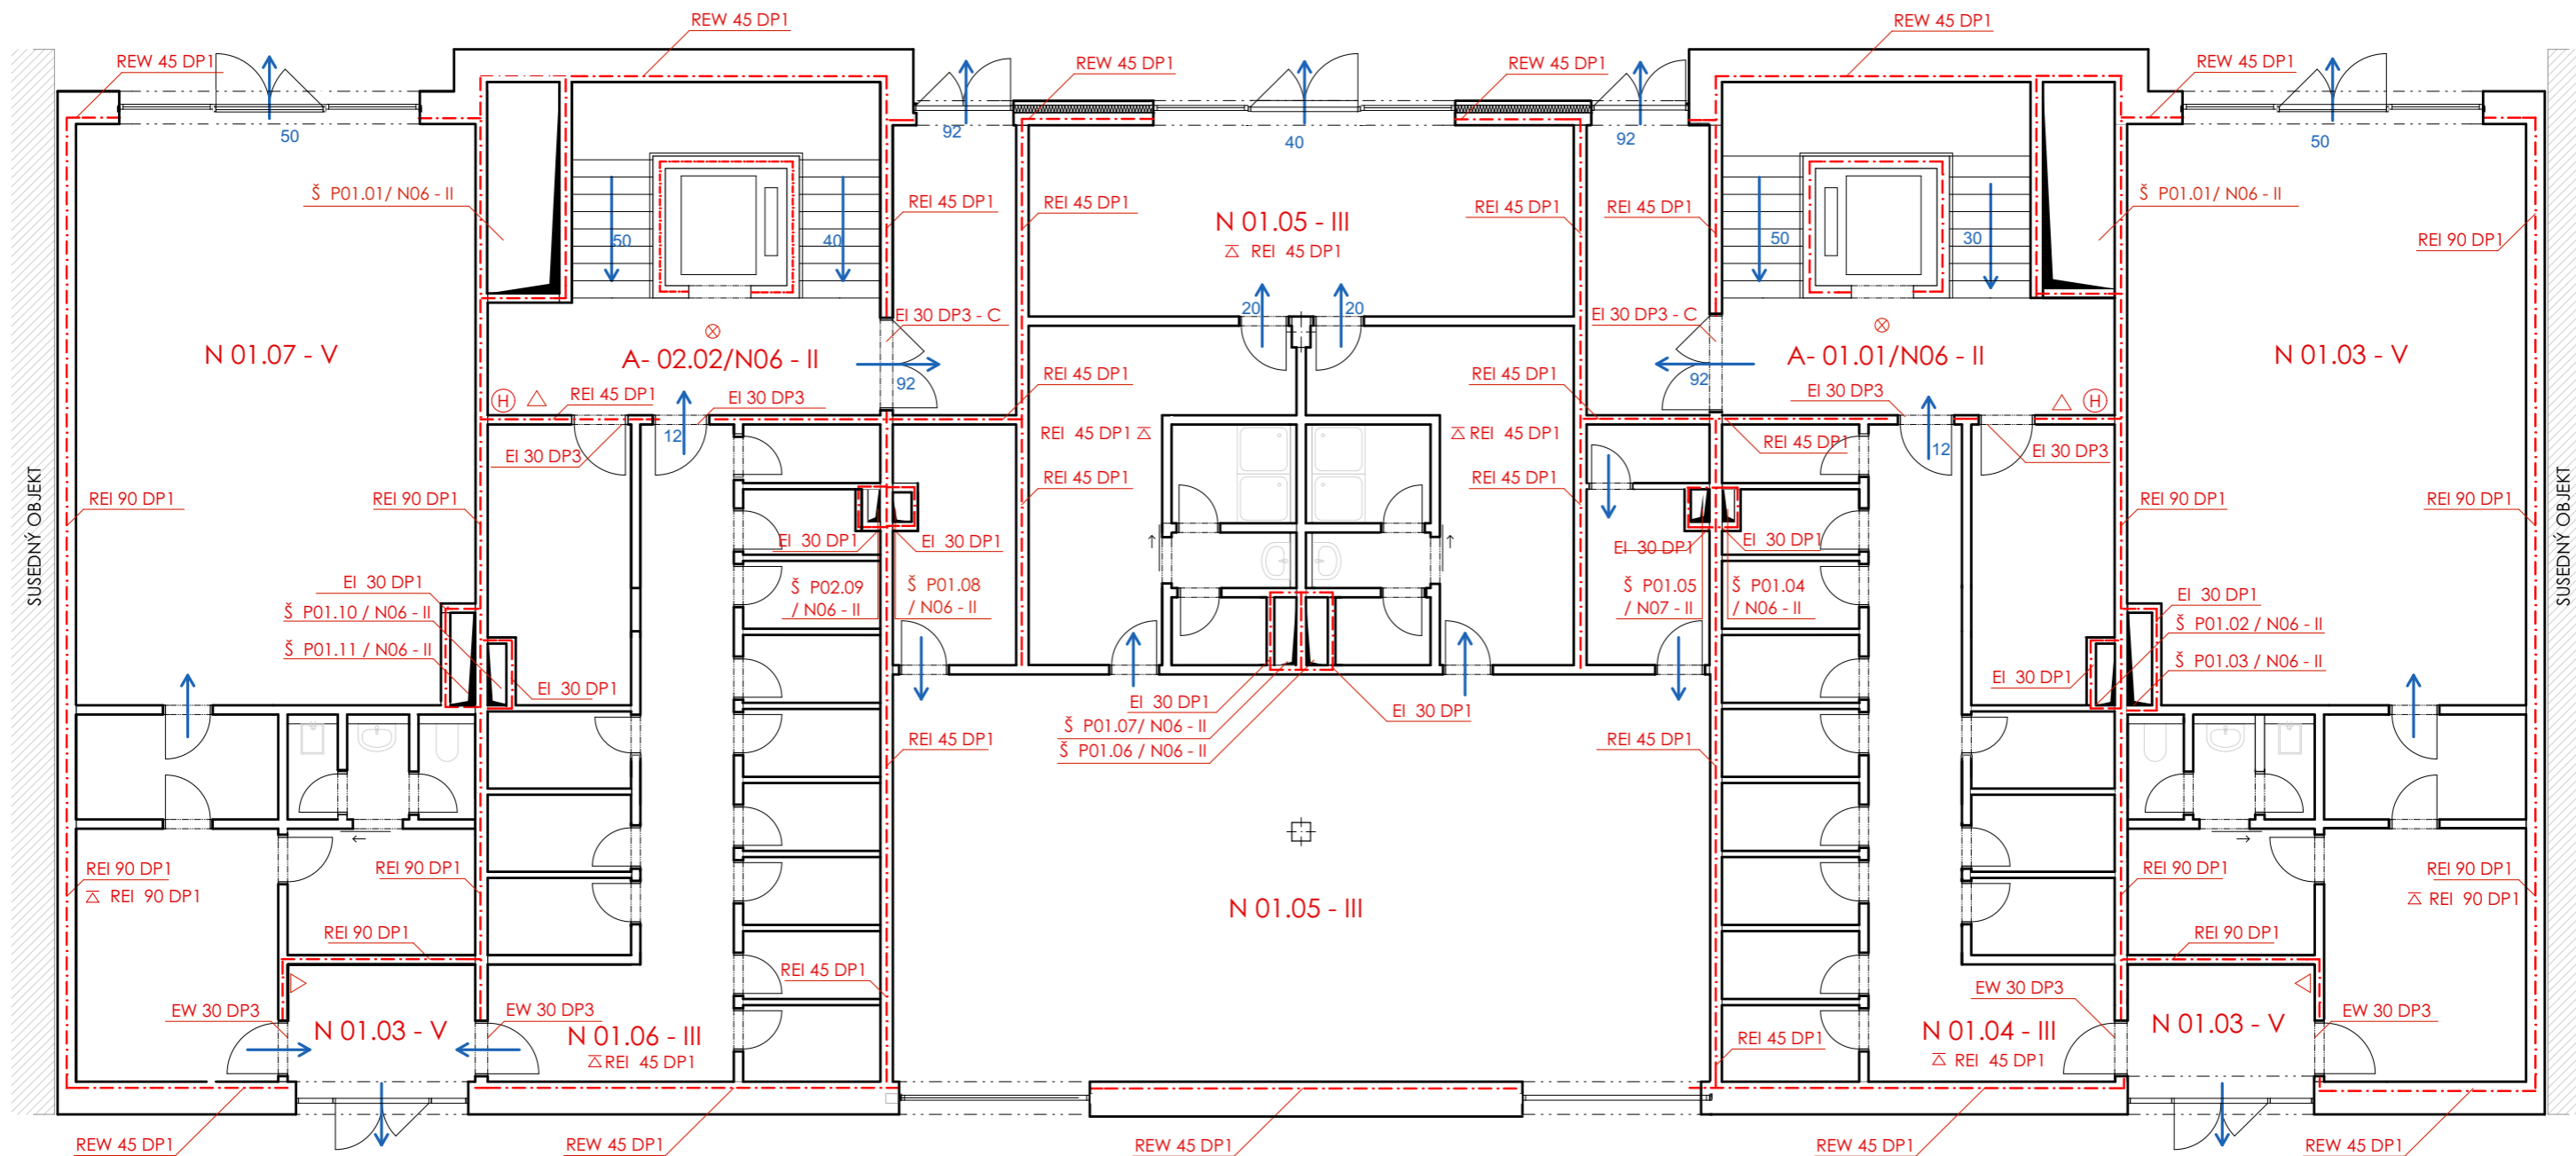 REW 45 DP1
REW 45 DP1
REW 45 DP1
REW 45 DP1
REW 45 DP1
REW 45 DP1
50
92
40
92
50
Š P01.01/ N06 - II
REI 45 DP1
REI 45 DP1
N 01.05 - III
REI 45 DP1
REI 45 DP1
REI 45 DP1
Š P01.01/ N06 - II
REI 90 DP1
50
40
50
30
20
20
EI 30 DP3 - C
EI 30 DP3 - C
N 01.07 - V
A- 02.02/N06 - II
92
A- 01.01/N06 - II
92
N 01.03 - V
REI 45 DP1
REI 45 DP1
H
REI 45 DP1
EI 30 DP3
EI 30 DP3
H
12
REI 45 DP1
REI 45 DP1
REI 45 DP1
12
EI 30 DP3
EI 30 DP3
SUSEDNÝ OBJEKT
REI 90 DP1
REI 90 DP1
REI 45 DP1
REI 45 DP1
REI 90 DP1
REI 90 DP1
SUSEDNÝ OBJEKT
EI 30 DP1
EI 30 DP1
EI 30 DP1
EI 30 DP1
EI 30 DP1
Š P02.09
/ N06 - II
Š P01.08
/ N06 - II
Š P01.05
/ N07 - II
Š P01.04
/ N06 - II
EI 30 DP1
Š P01.10 / N06 - II
Š P01.11 / N06 - II
Š P01.02 / N06 - II
Š P01.03 / N06 - II
EI 30 DP1
EI 30 DP1
EI 30 DP1
EI 30 DP1
Š P01.07/ N06 - II
Š P01.06 / N06 - II
REI 45 DP1
REI 45 DP1
REI 90 DP1
REI 90 DP1
REI 90 DP1
REI 90 DP1
REI 90 DP1
REI 90 DP1
N 01.05 - III
REI 90 DP1
REI 90 DP1
REI 45 DP1
EW 30 DP3
EW 30 DP3
EW 30 DP3
EW 30 DP3
N 01.03 - V
N 01.06 - III
REI 45 DP1
REI 45 DP1
N 01.04 - III
REI 45 DP1
N 01.03 - V
REW 45 DP1
REW 45 DP1
REW 45 DP1
REW 45 DP1
REW 45 DP1